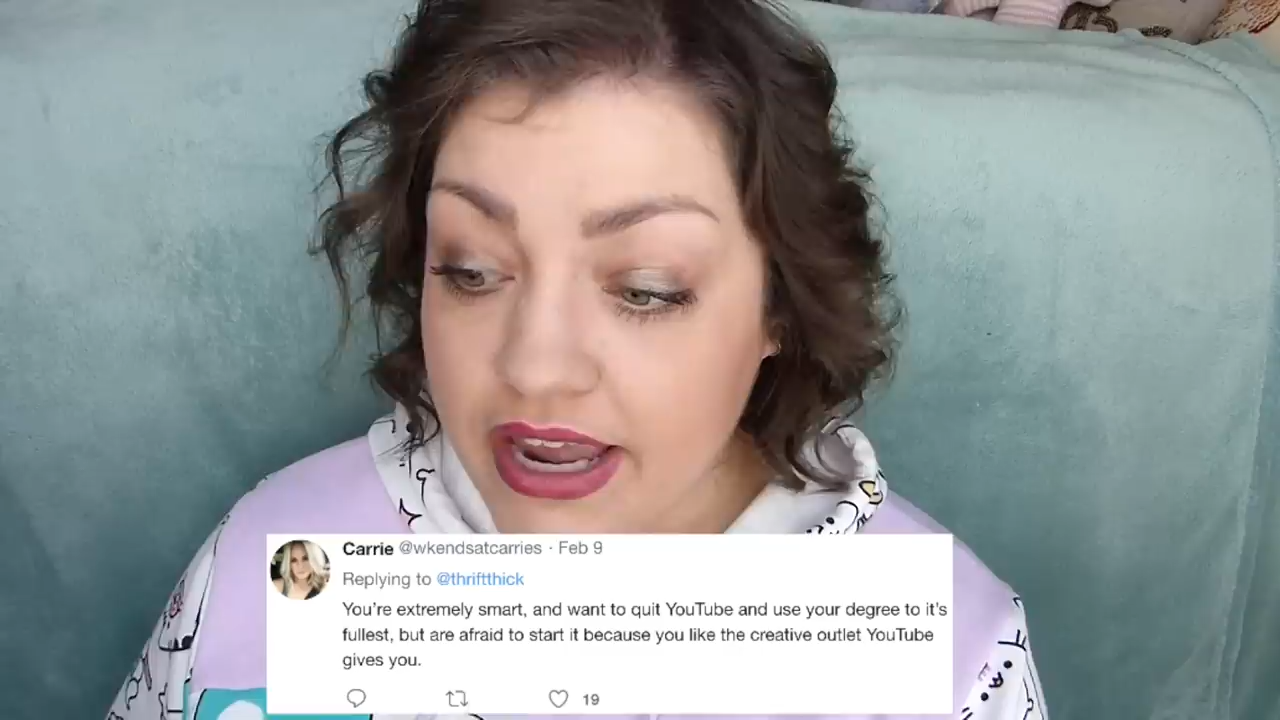 Carrie @wkendsatcarries · Feb 9
Replying to @thriftthick
You’re extremely smart, and want to quit YouTube and use your degree to it’s
fullest, but are afraid to start it because you like the creative outlet YouTube
gives you.
19